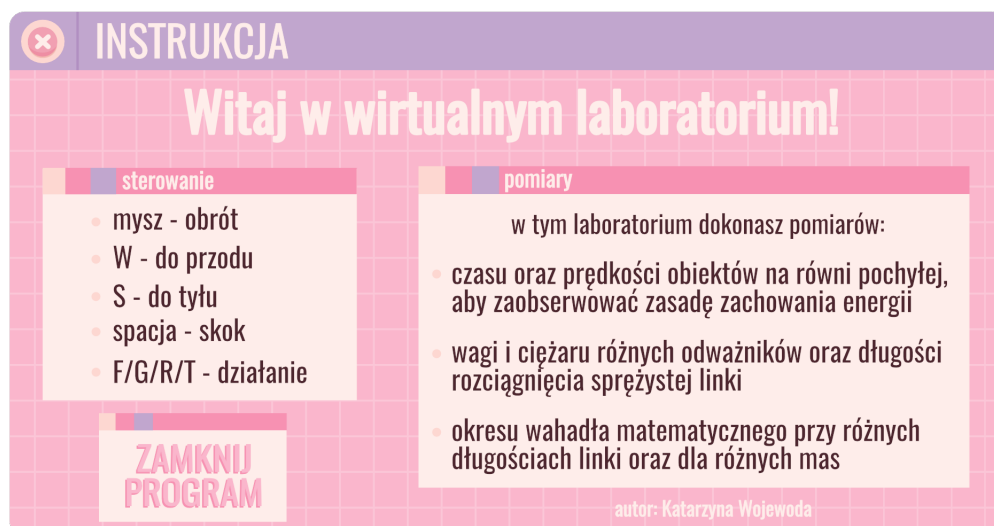 INSTRUKCJA
Witaj w wirtualnym laboratorium!
sterowanie
mysz - obrót
W - do przodu
S - do tyłu
spacja - skok
F/G/R/T - działanie
ZAMKNIJ
PROGRAM
pomiary
w tym laboratorium dokonasz pomiarów:
czasu oraz prędkości obiektów na równi pochyłej,
aby zaobserwować zasadę zachowania energii
wagi i ciężaru różnych odważników oraz długości
rozciągnięcia sprężystej linki
okresu wahadła matematycznego przy różnych
długościach linki oraz dla różnych mas
autor: Katarzyna Wojewoda